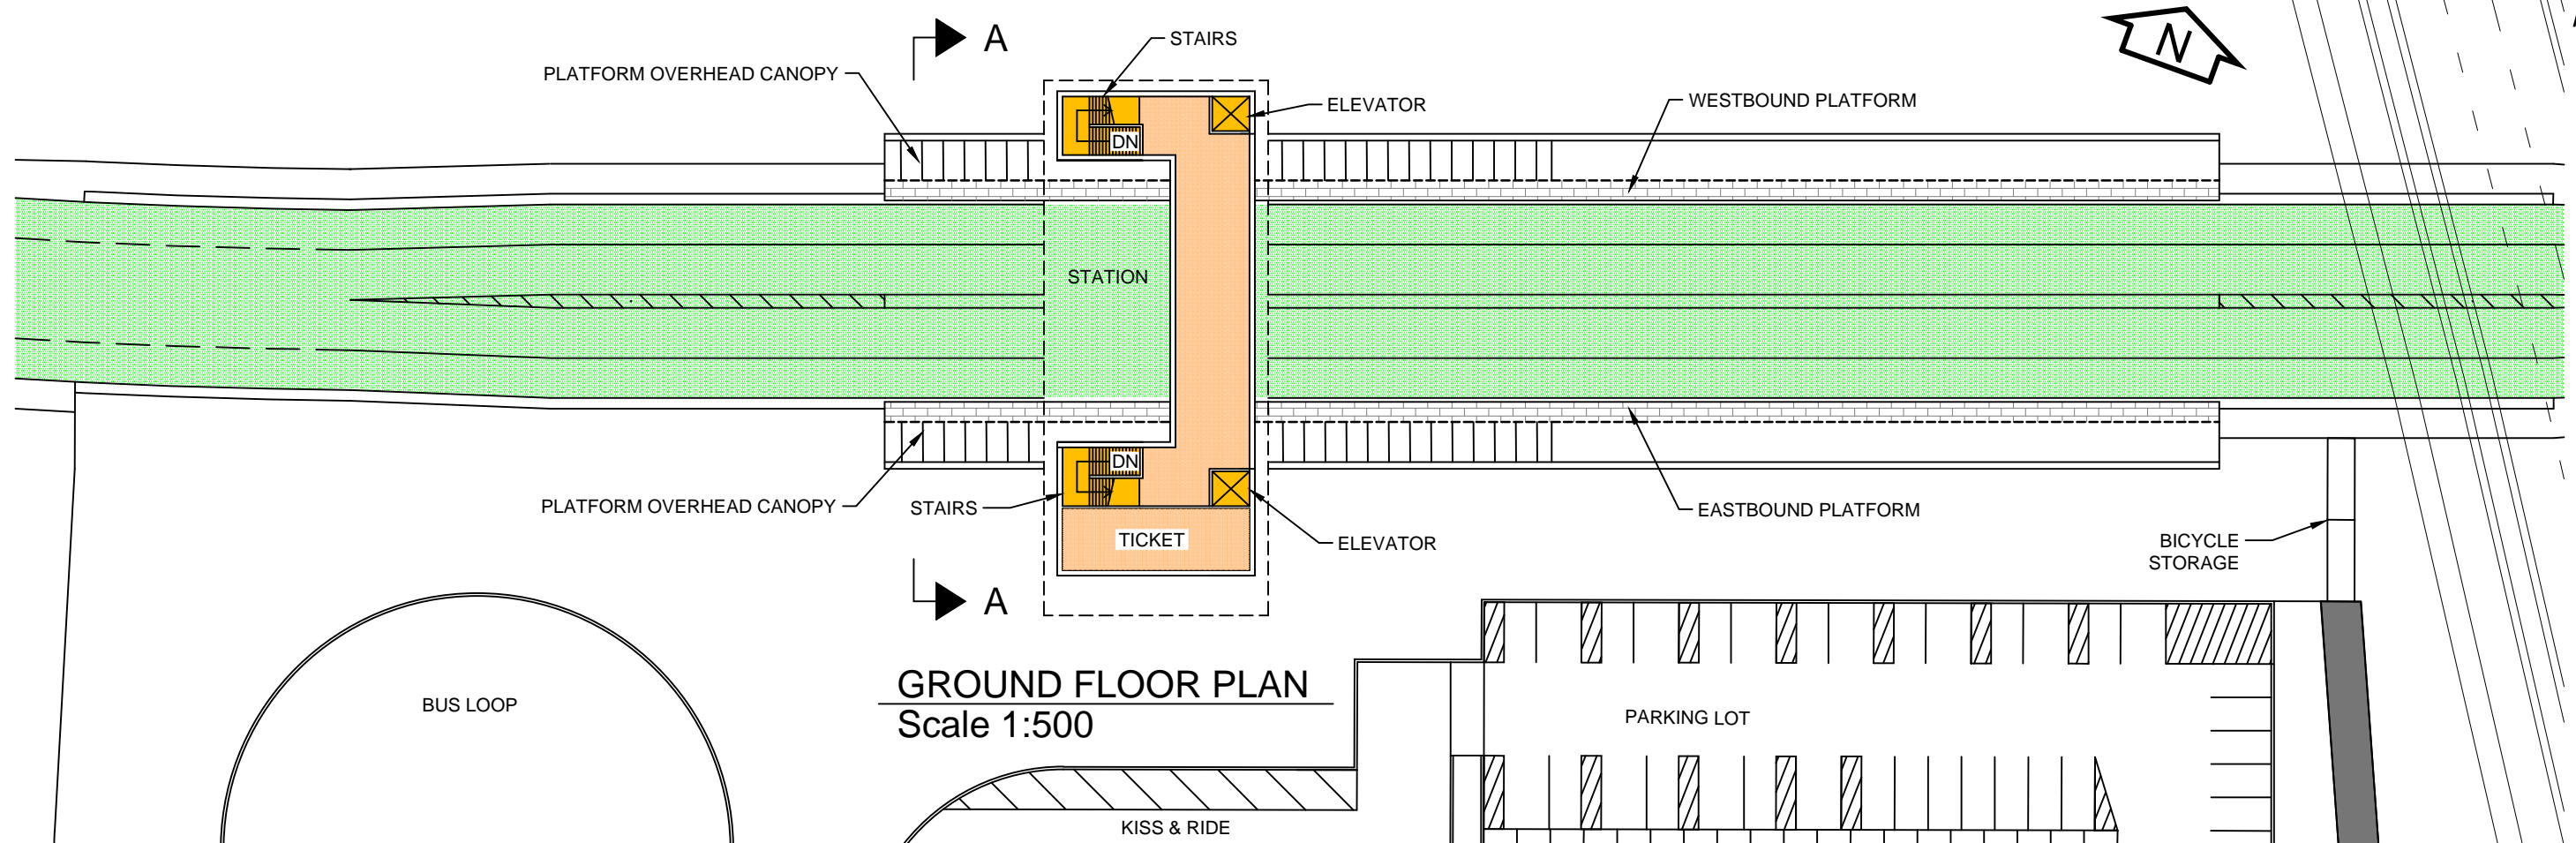 A
STAIRS
N
PLATFORM OVERHEAD CANOPY
ELEVATOR
WESTBOUND PLATFORM
DN
STATION
DN
PLATFORM OVERHEAD CANOPY
STAIRS
EASTBOUND PLATFORM
TICKET
ELEVATOR
BICYCLE
STORAGE
A
GROUND FLOOR PLAN
Scale 1:500
BUS LOOP
PARKING LOT
KISS & RIDE